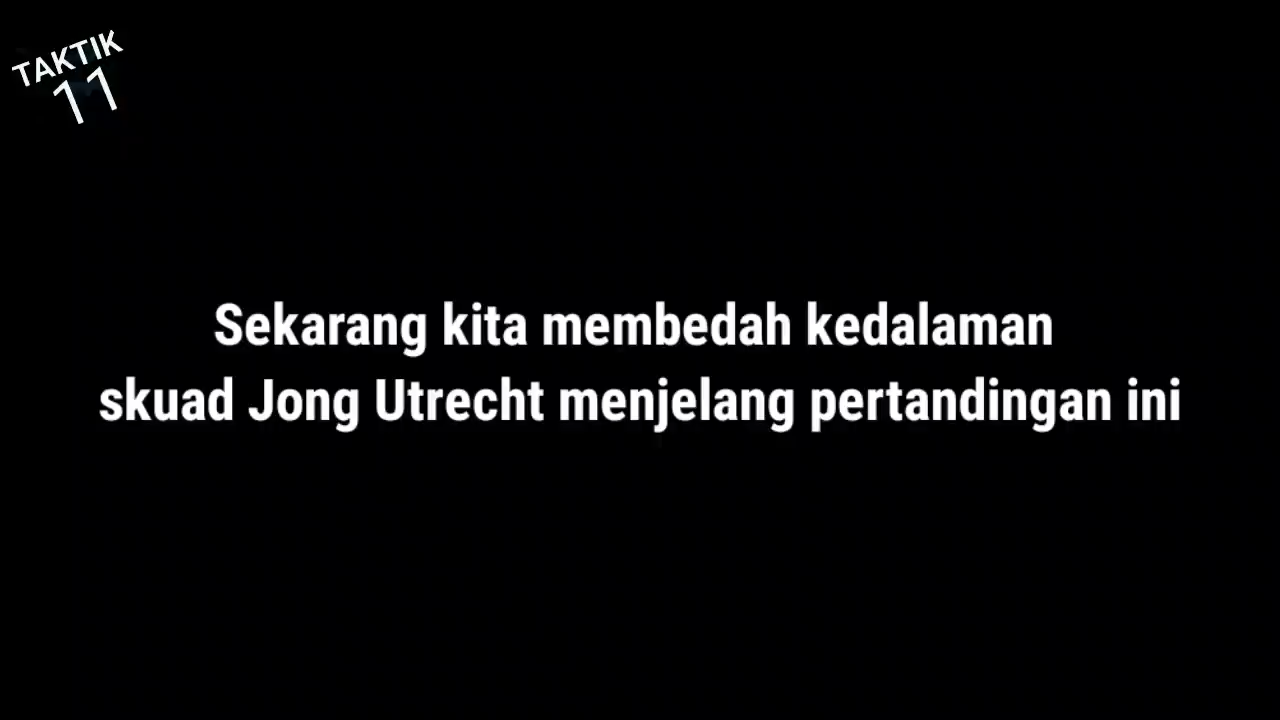 TAKTIK
11
Sekarang kita membedah kedalaman
skuad Jong Utrecht menjelang pertandingan ini